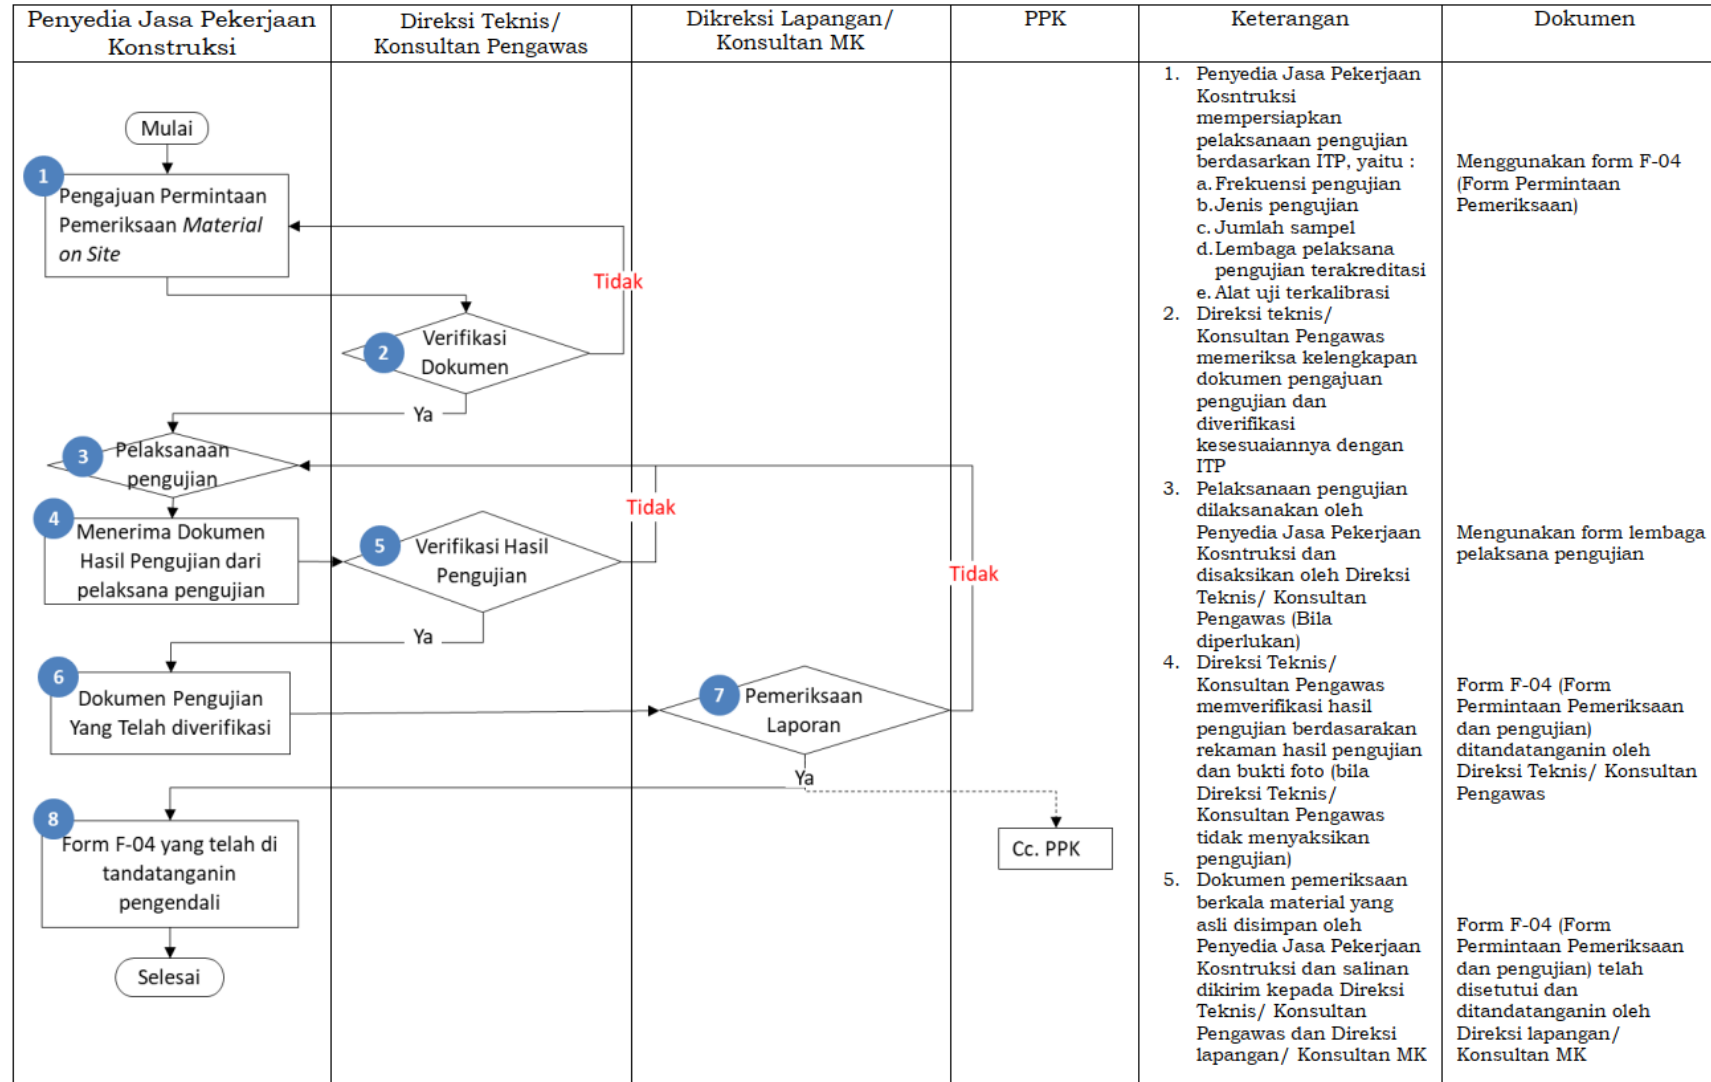 Penyedia Jasa Pekerjaan
Konstruksi
Direksi Teknis/
Konsultan Pengawas
Dikreksi Lapangan/
Konsultan MK
PPK
Keterangan
Dokumen
Mulai
1
Pengajuan Permintaan
Pemeriksaan Material
on Site
Tidak
2
Verifikasi
Dokumen
Ya
3
Pelaksanaan
pengujian
4
Menerima Dokumen
Hasil Pengujian dari
pelaksana pengujian
5
Verifikasi Hasil
Pengujian
Tidak
Tidak
Ya
6
Dokumen Pengujian
Yang Telah diverifikasi
7
Pemeriksaan
Laporan
Ya
8
Form F-04 yang telah di
tandatanganin
pengendali
Cc. PPK
Selesai
1. Penyedia Jasa Pekerjaan
Kosntruksi
mempersiapkan
pelaksanaan pengujian
berdasarkan ITP, yaitu :
a. Frekuensi pengujian
b. Jenis pengujian
c. Jumlah sampel
d. Lembaga pelaksana
pengujian terakreditasi
e. Alat uji terkalibrasi
2. Direksi teknis/
Konsultan Pengawas
memeriksa kelengkapan
dokumen pengajuan
pengujian dan
diverifikasi
kesesuaiannya dengan
ITP
3. Pelaksanaan pengujian
dilaksanakan oleh
Penyedia Jasa Pekerjaan
Kosntruksi dan
disaksikan oleh Direksi
Teknis/ Konsultan
Pengawas (Bila
diperlukan)
4. Direksi Teknis/
Konsultan Pengawas
memverifikasi hasil
pengujian berdasarakan
rekaman hasil pengujian
dan bukti foto (bila
Direksi Teknis/
Konsultan Pengawas
tidak menyaksikan
pengujian)
5. Dokumen pemeriksaan
berkala material yang
asli disimpan oleh
Penyedia Jasa Pekerjaan
Kosntruksi dan salinan
dikirim kepada Direksi
Teknis/ Konsultan
Pengawas dan Direksi
lapangan/ Konsultan MK
Menggunakan form F-04
(Form Permintaan
Pemeriksaan)
Mengunakan form lembaga
pelaksana pengujian
Form F-04 (Form
Permintaan Pemeriksaan
dan pengujian)
ditandatanganin oleh
Direksi Teknis/ Konsultan
Pengawas
Form F-04 (Form
Permintaan Pemeriksaan
dan pengujian) telah
disetutui dan
ditandatanganin oleh
Direksi lapangan/
Konsultan MK